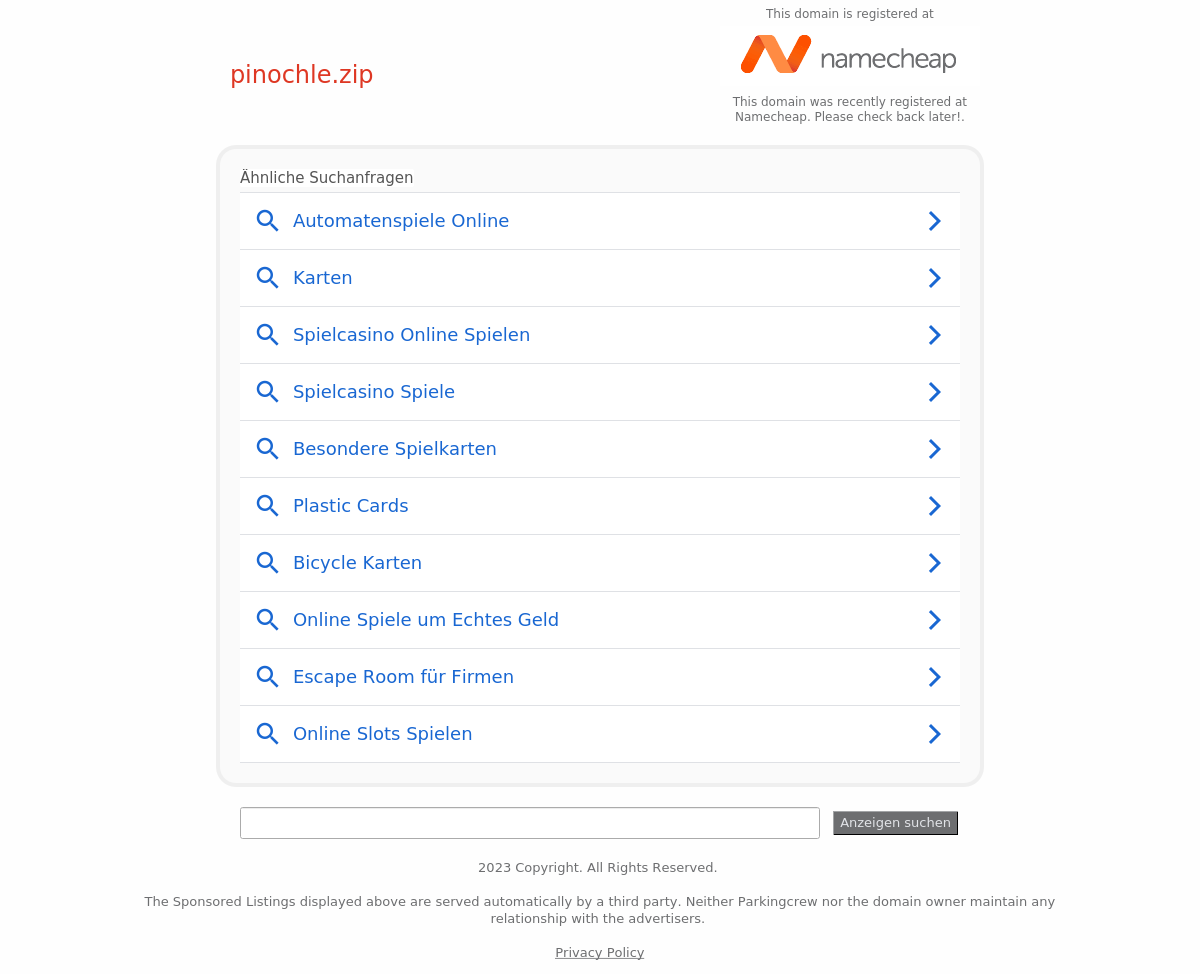 This domain is registered at
namecheap
pinochle.zip
This domain was recently registered at
Namecheap. Please check back later!.
Ähnliche Suchanfragen
Automatenspiele Online
Karten
Spielcasino Online Spielen
Spielcasino Spiele
Besondere Spielkarten
Plastic Cards
Bicycle Karten
Online Spiele um Echtes Geld
Escape Room für Firmen
Online Slots Spielen
Anzeigen suchen
2023 Copyright. All Rights Reserved.
The Sponsored Listings displayed above are served automatically by a third party. Neither Parkingcrew nor the domain owner maintain any
relationship with the advertisers.
Privacy Policy